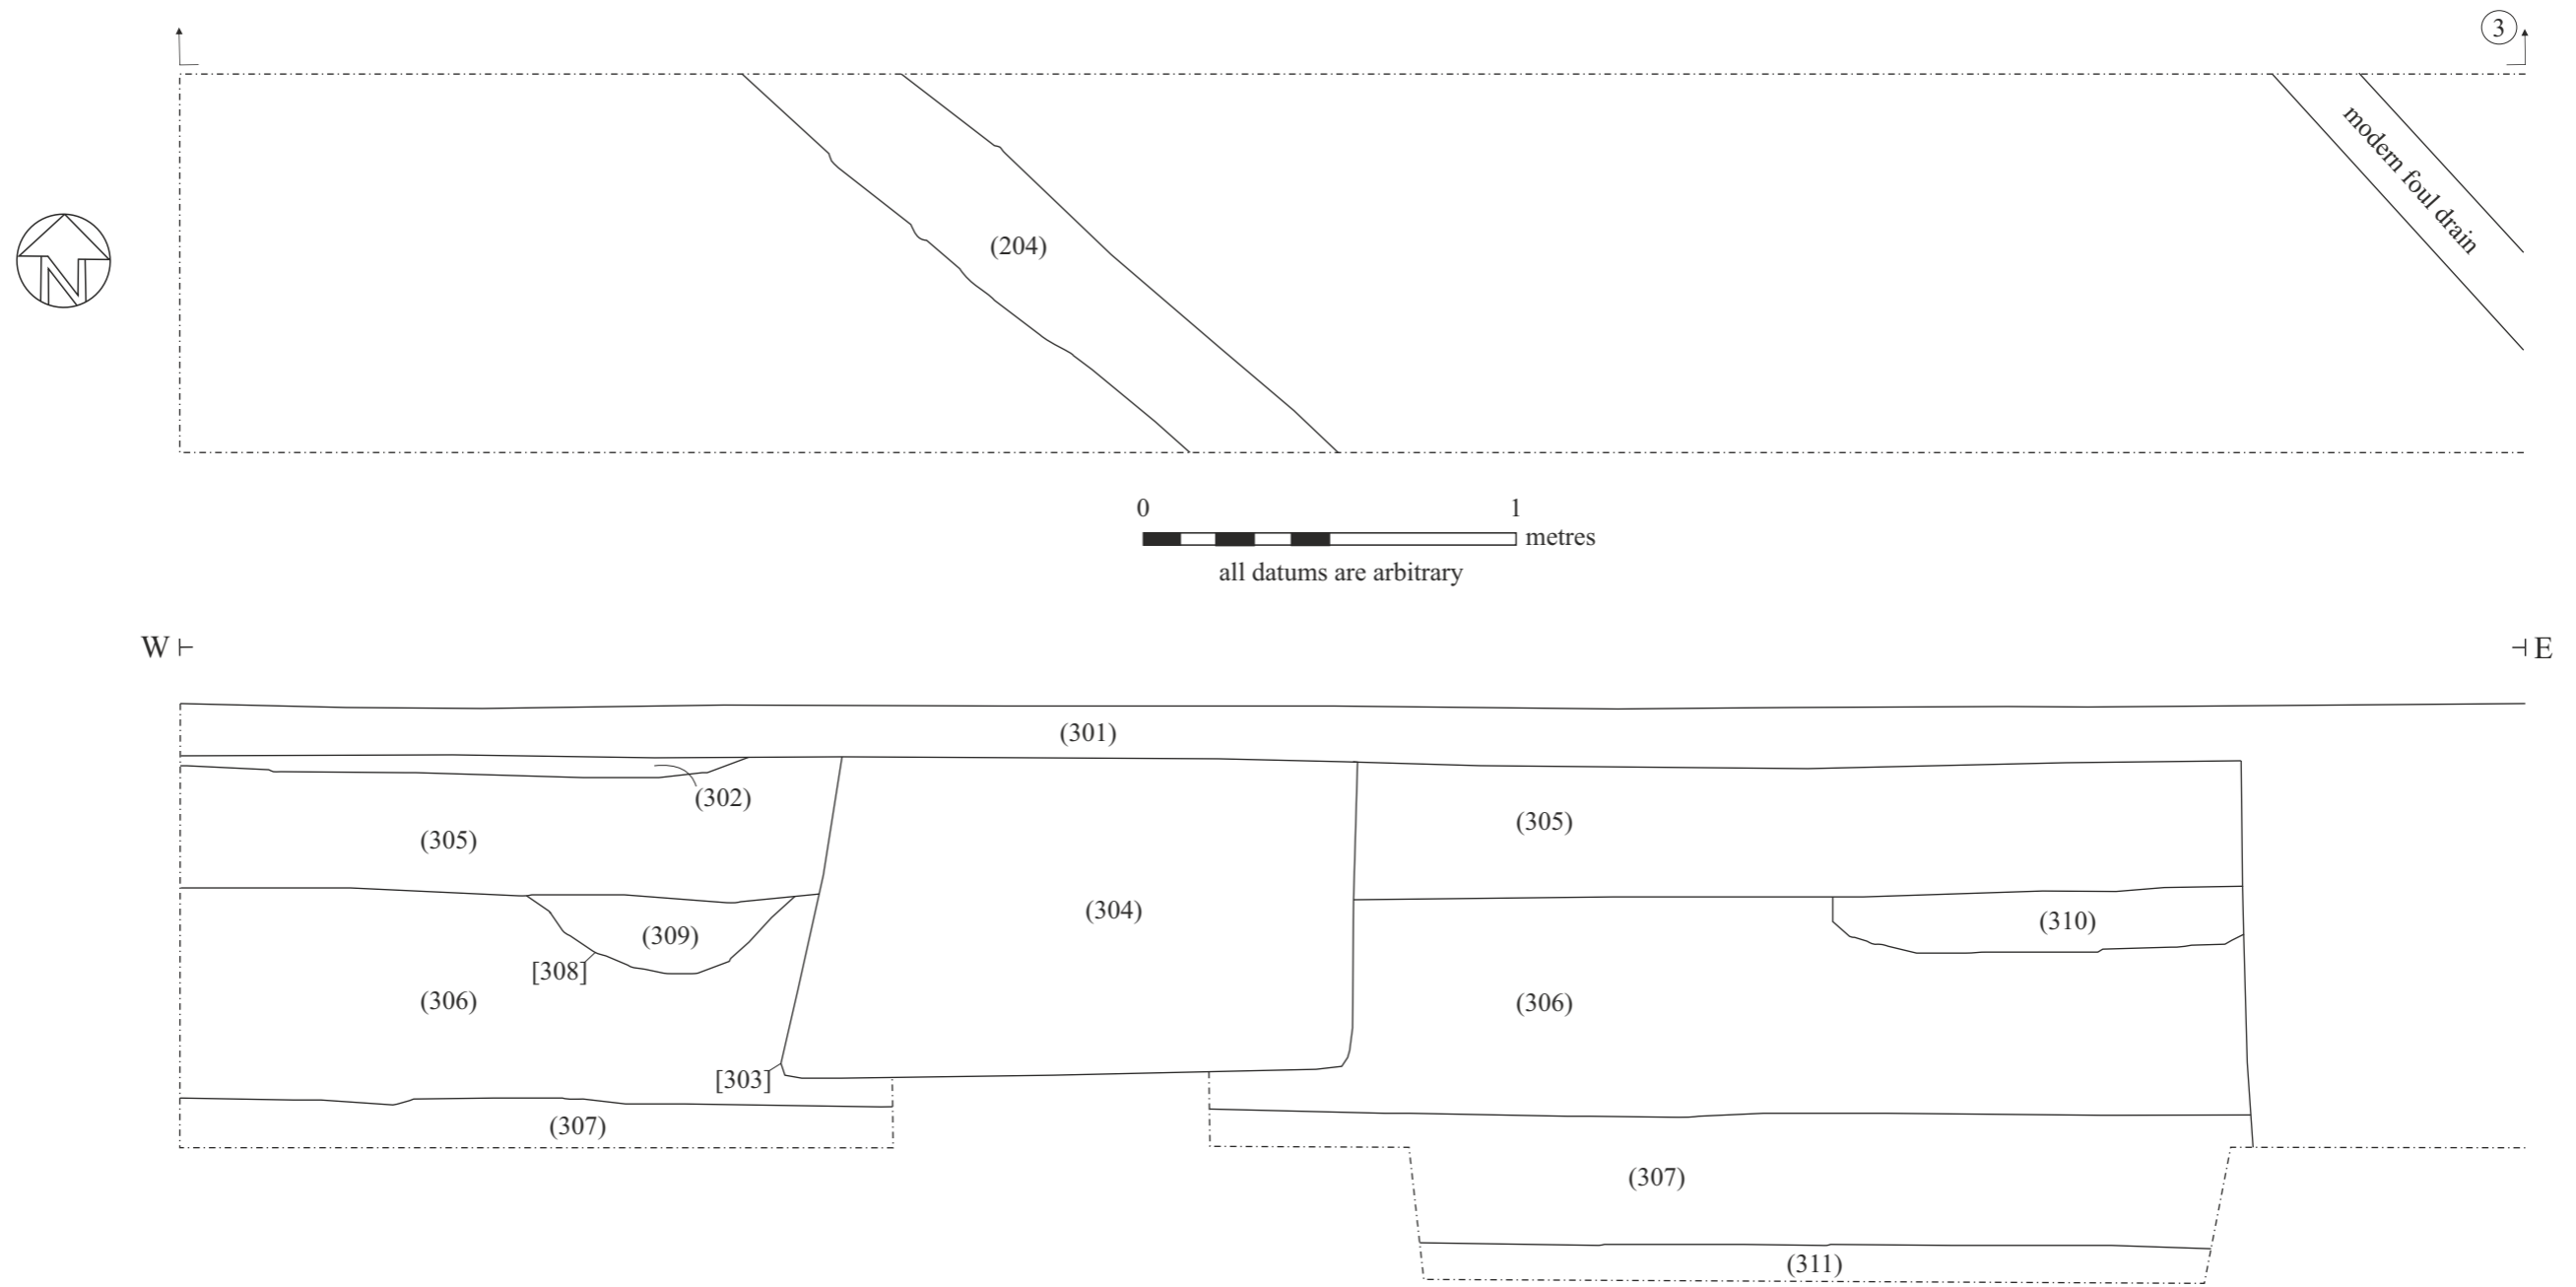 3
modern foul drain
(204)
N
0 1
metres
all datums are arbitrary
W E
(301)
(302)
(305) (305)
(304)
(309) (310)
[308]
(306) (306)
[303]
(307)
(307)
(311)